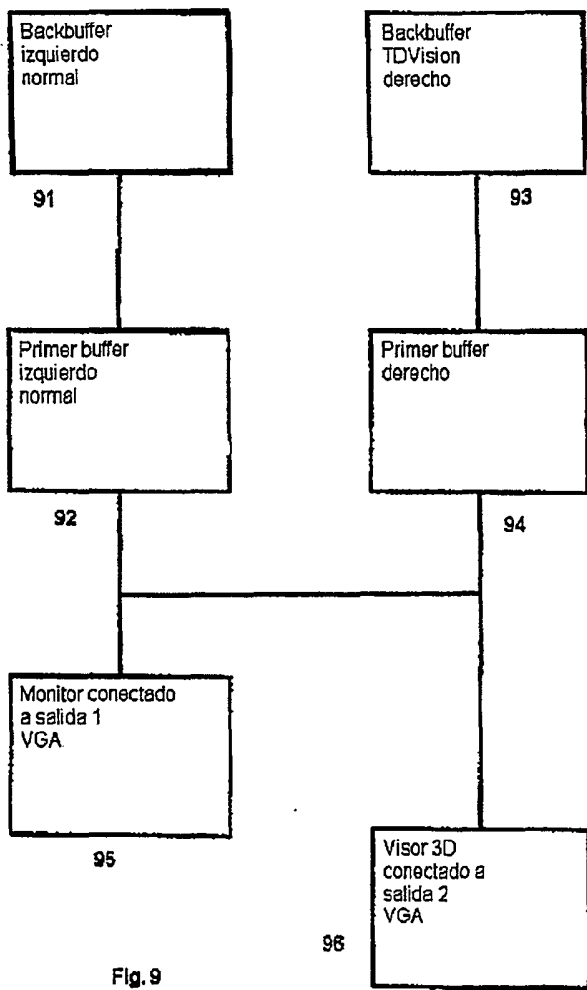 Backbuffer
izquierdo
normal
91
Backbuffer
TDVision
derecho
93
Primer buffer
izquierdo
normal
92
Primer buffer
derecho
94
Monitor conectado
a salida 1
VGA
95
Visor 3D
conectado a
salida 2
VGA
96
Fig. 9